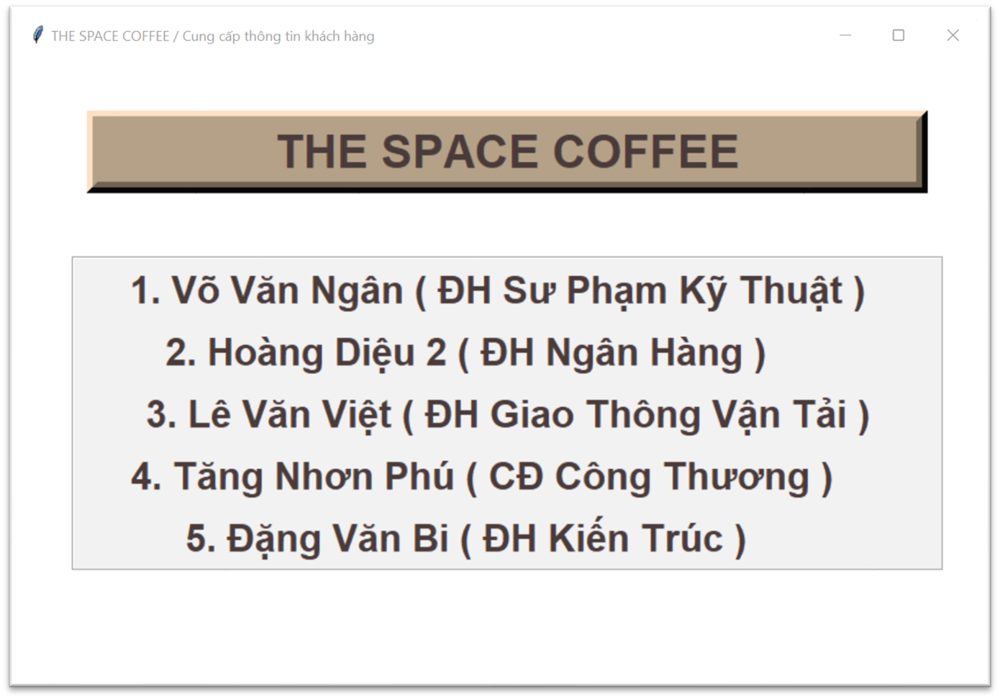 THE SPACE COFFEE / Cung cấp thông tin khách hàng
THE SPACE COFFEE
1. Võ Văn Ngân ( ĐH Sư Phạm Kỹ Thuật )
2. Hoàng Diệu 2 ( ĐH Ngân Hàng )
3. Lê Văn Việt ( ĐH Giao Thông Vận Tải )
4. Tăng Nhơn Phú ( CĐ Công Thương )
5. Đặng Văn Bi ( ĐH Kiến Trúc )